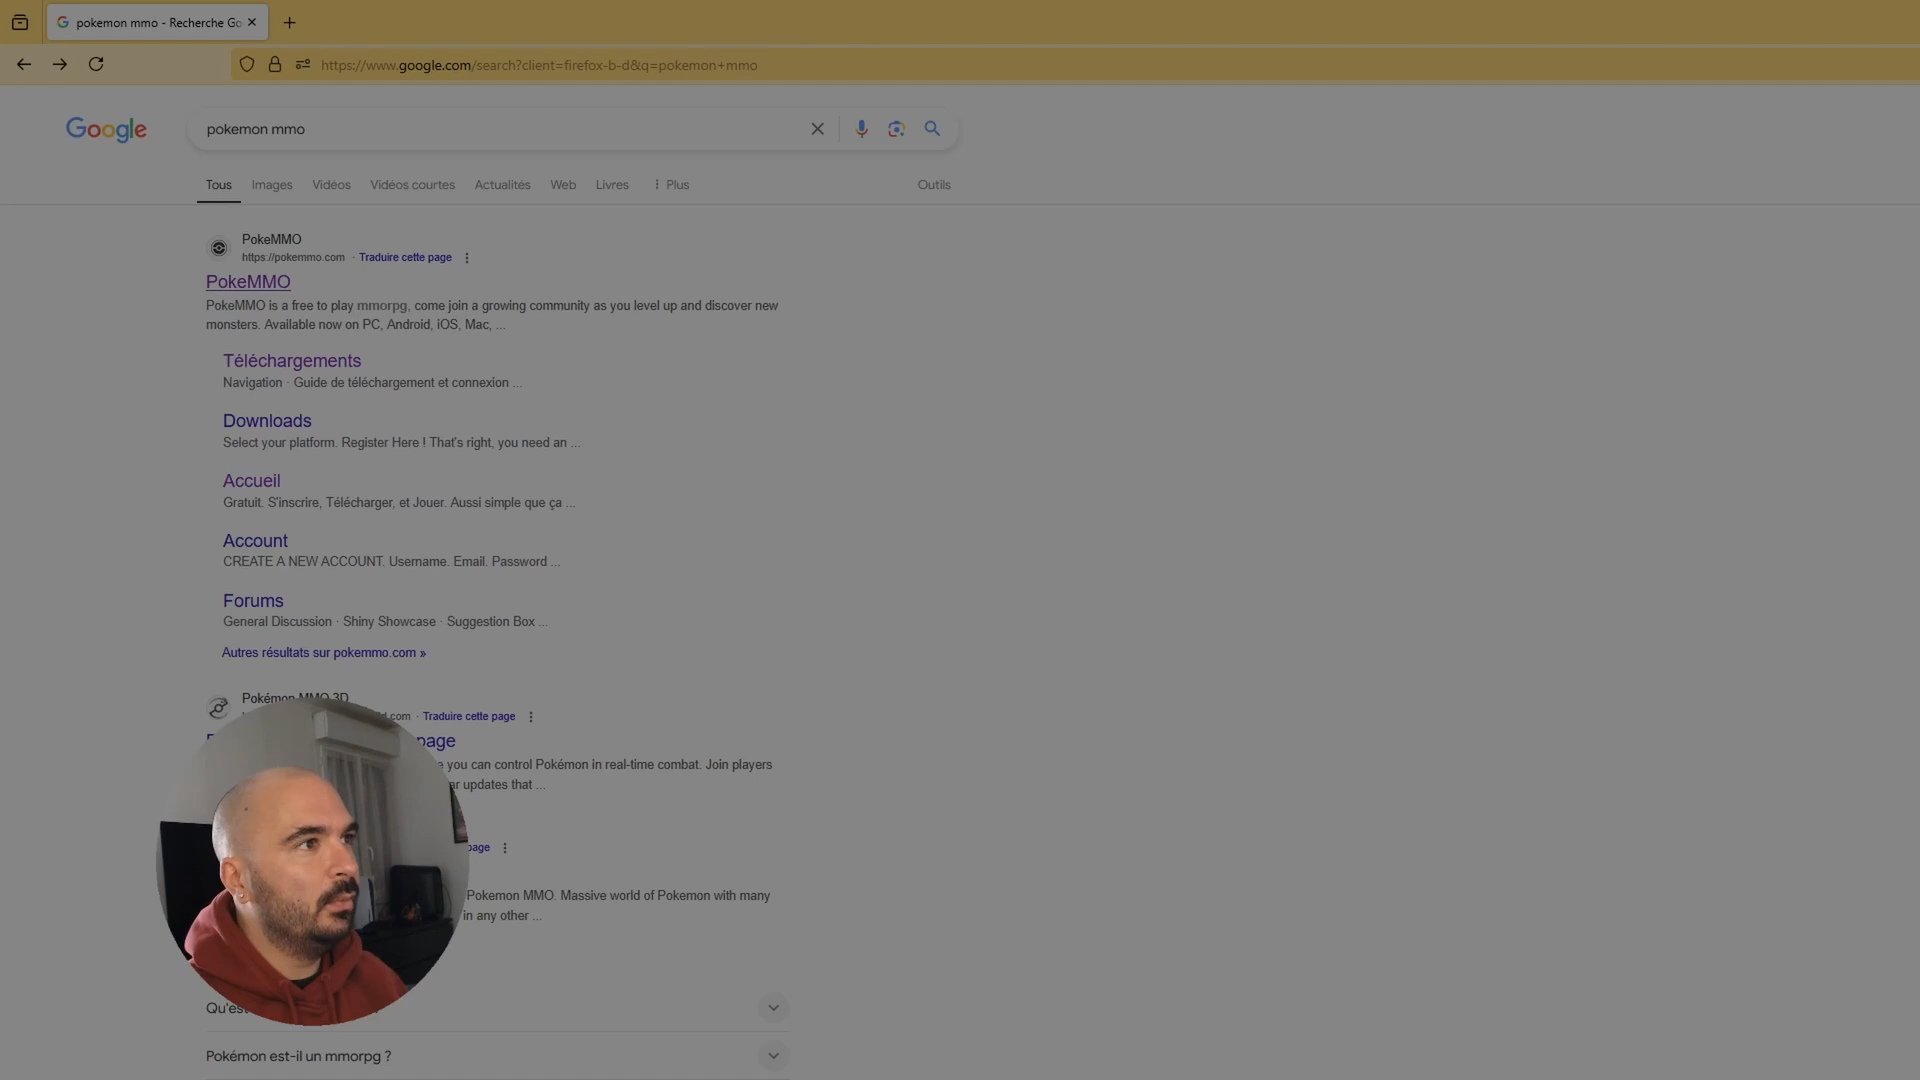 pokemon mmo - Recherche Go
https://www.google.com/search?client=firefox-b-d&q=pokemon+mmo
Google
pokemon mmo
Tous Images Vidéos Vidéos courtes Actualités Web Livres Plus Outils
PokeMMO
https://pokemmo.com · Traduire cette page
PokeMMO
PokeMMO is a free to play mmorpg, come join a growing community as you level up and discover new
monsters. Available now on PC, Android, iOS, Mac, ...
Téléchargements
Navigation · Guide de téléchargement et connexion ...
Downloads
Select your platform. Register Here ! That's right, you need an ...
Accueil
Gratuit. S'inscrire, Télécharger, et Jouer. Aussi simple que ça ...
Account
CREATE A NEW ACCOUNT. Username. Email. Password ...
Forums
General Discussion · Shiny Showcase · Suggestion Box ...
Autres résultats sur pokemmo.com »
Pokémon MMO 3D
.com · Traduire cette page
page
you can control Pokémon in real-time combat. Join players
updates that ...
page
Pokemon MMO. Massive world of Pokemon with many
in any other ...
Qu'est
Pokémon est-il un mmorpg ?